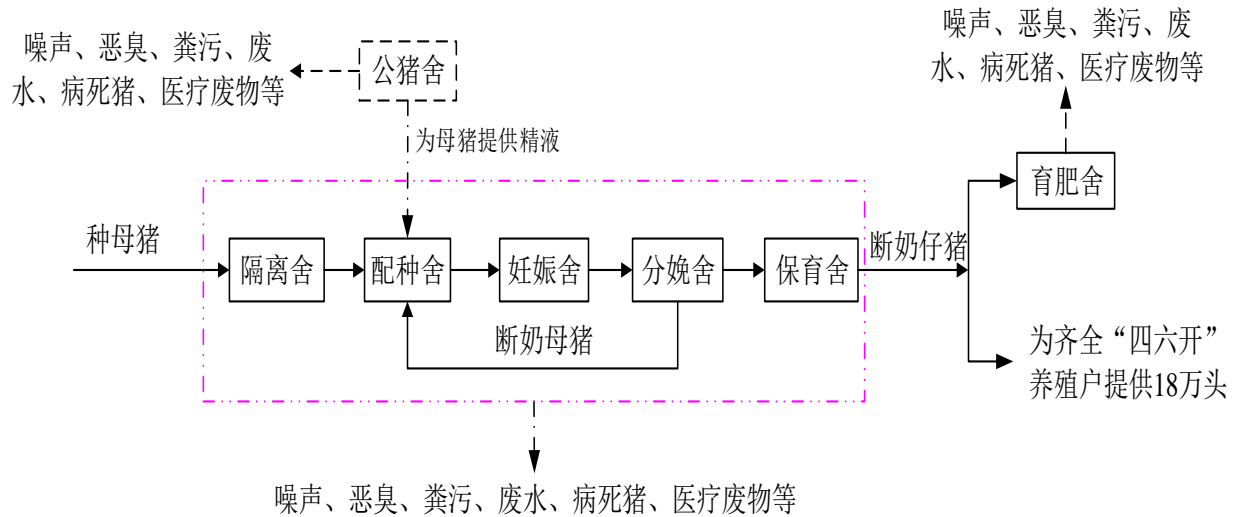 噪声、恶臭、粪污、废
水、病死猪、医疗废物等
公猪舍
噪声、恶臭、粪污、废
水、病死猪、医疗废物等
为母猪提供精液
育肥舍
种母猪
隔离舍
配种舍
妊娠舍
分娩舍
保育舍
断奶仔猪
断奶母猪
为齐全“四六开”
养殖户提供18万头
噪声、恶臭、粪污、废水、病死猪、医疗废物等